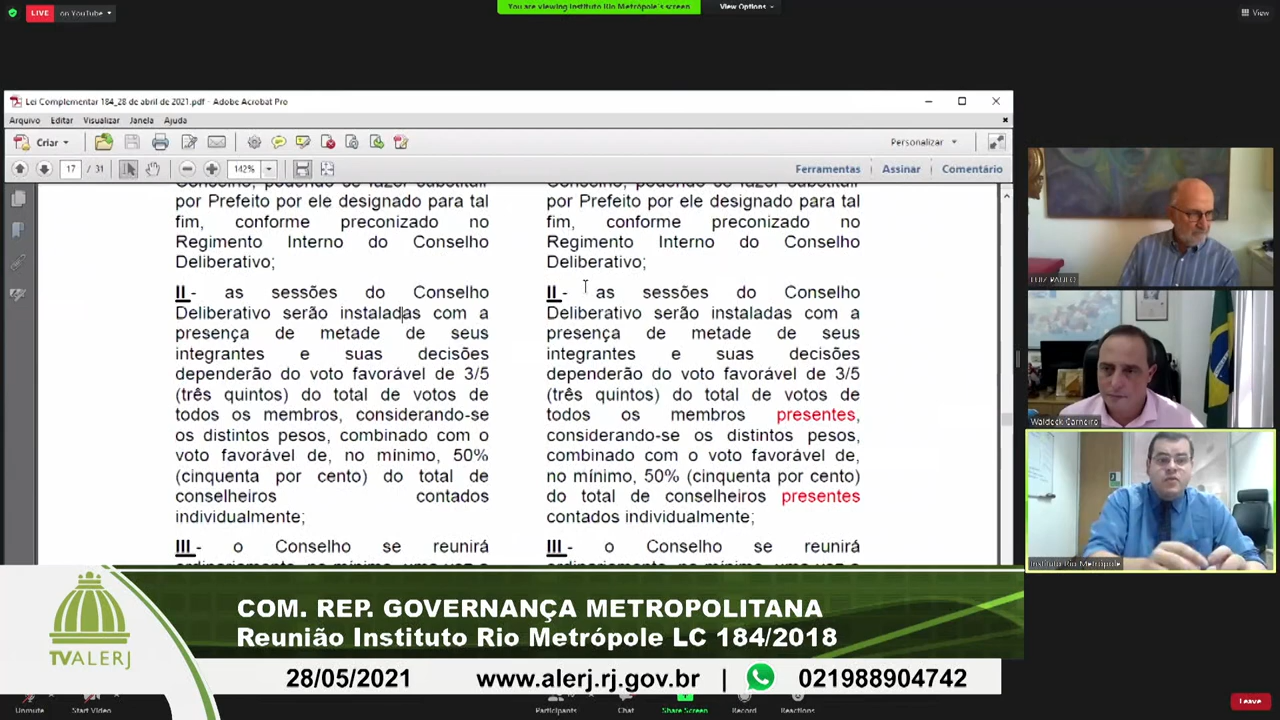 LIVE on YouTube
You are viewing Instituto Rio Metrópole's screen
View Options
View
Lei Complementar 184_28 de abril de 2021.pdf - Adobe Acrobat Pro
Arquivo Editar Visualizar Janela Ajuda
Criar
Personalizar
17 / 31
142%
Ferramentas Assinar Comentário
por Prefeito por ele designado para tal
fim, conforme preconizado no
Regimento Interno do Conselho
Deliberativo;
II- as sessões do Conselho
Deliberativo serão instaladas com a
presença de metade de seus
integrantes e suas decisões
dependerão do voto favorável de 3/5
(três quintos) do total de votos de
todos os membros, considerando-se
os distintos pesos, combinado com o
voto favorável de, no mínimo, 50%
(cinquenta por cento) do total de
conselheiros contados
individualmente;
III- o Conselho se reunirá
por Prefeito por ele designado para tal
fim, conforme preconizado no
Regimento Interno do Conselho
Deliberativo;
II- as sessões do Conselho
Deliberativo serão instaladas com a
presença de metade de seus
integrantes e suas decisões
dependerão do voto favorável de 3/5
(três quintos) do total de votos de
todos os membros presentes,
considerando-se os distintos pesos,
combinado com o voto favorável de,
no mínimo, 50% (cinquenta por cento)
do total de conselheiros presentes
contados individualmente;
III- o Conselho se reunirá
LUIZ PAULO
Waldeck Carneiro
Instituto Rio Metrópole
COM. REP. GOVERNANÇA METROPOLITANA
Reunião Instituto Rio Metrópole LC 184/2018
TVALERJ
28/05/2021 www.alerj.rj.gov.br | 021988904742
Unmute Start Video Participants Chat Share Screen Record Reactions Leave